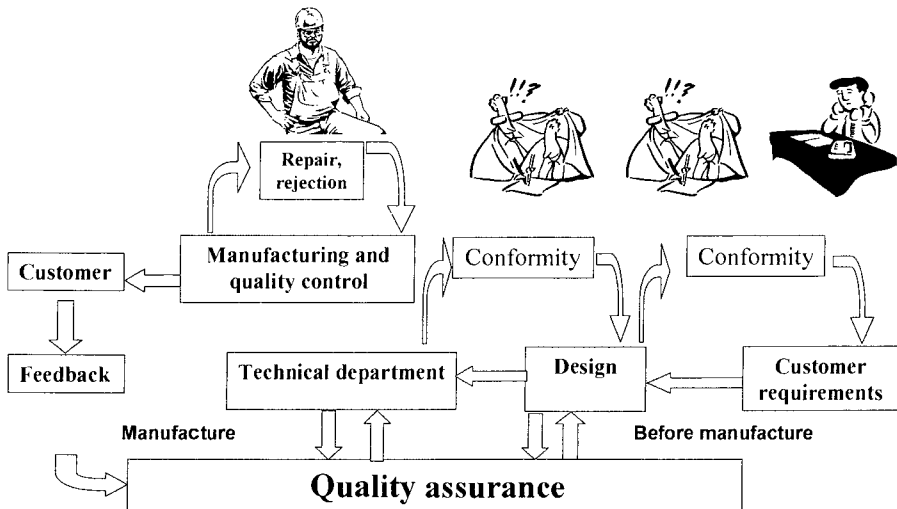 !!?
!!?
Repair,
rejection
Manufacturing and
quality control
Conformity
Conformity
Customer
Feedback
Technical department
Design
Customer
requirements
Manufacture
Before manufacture
Quality assurance